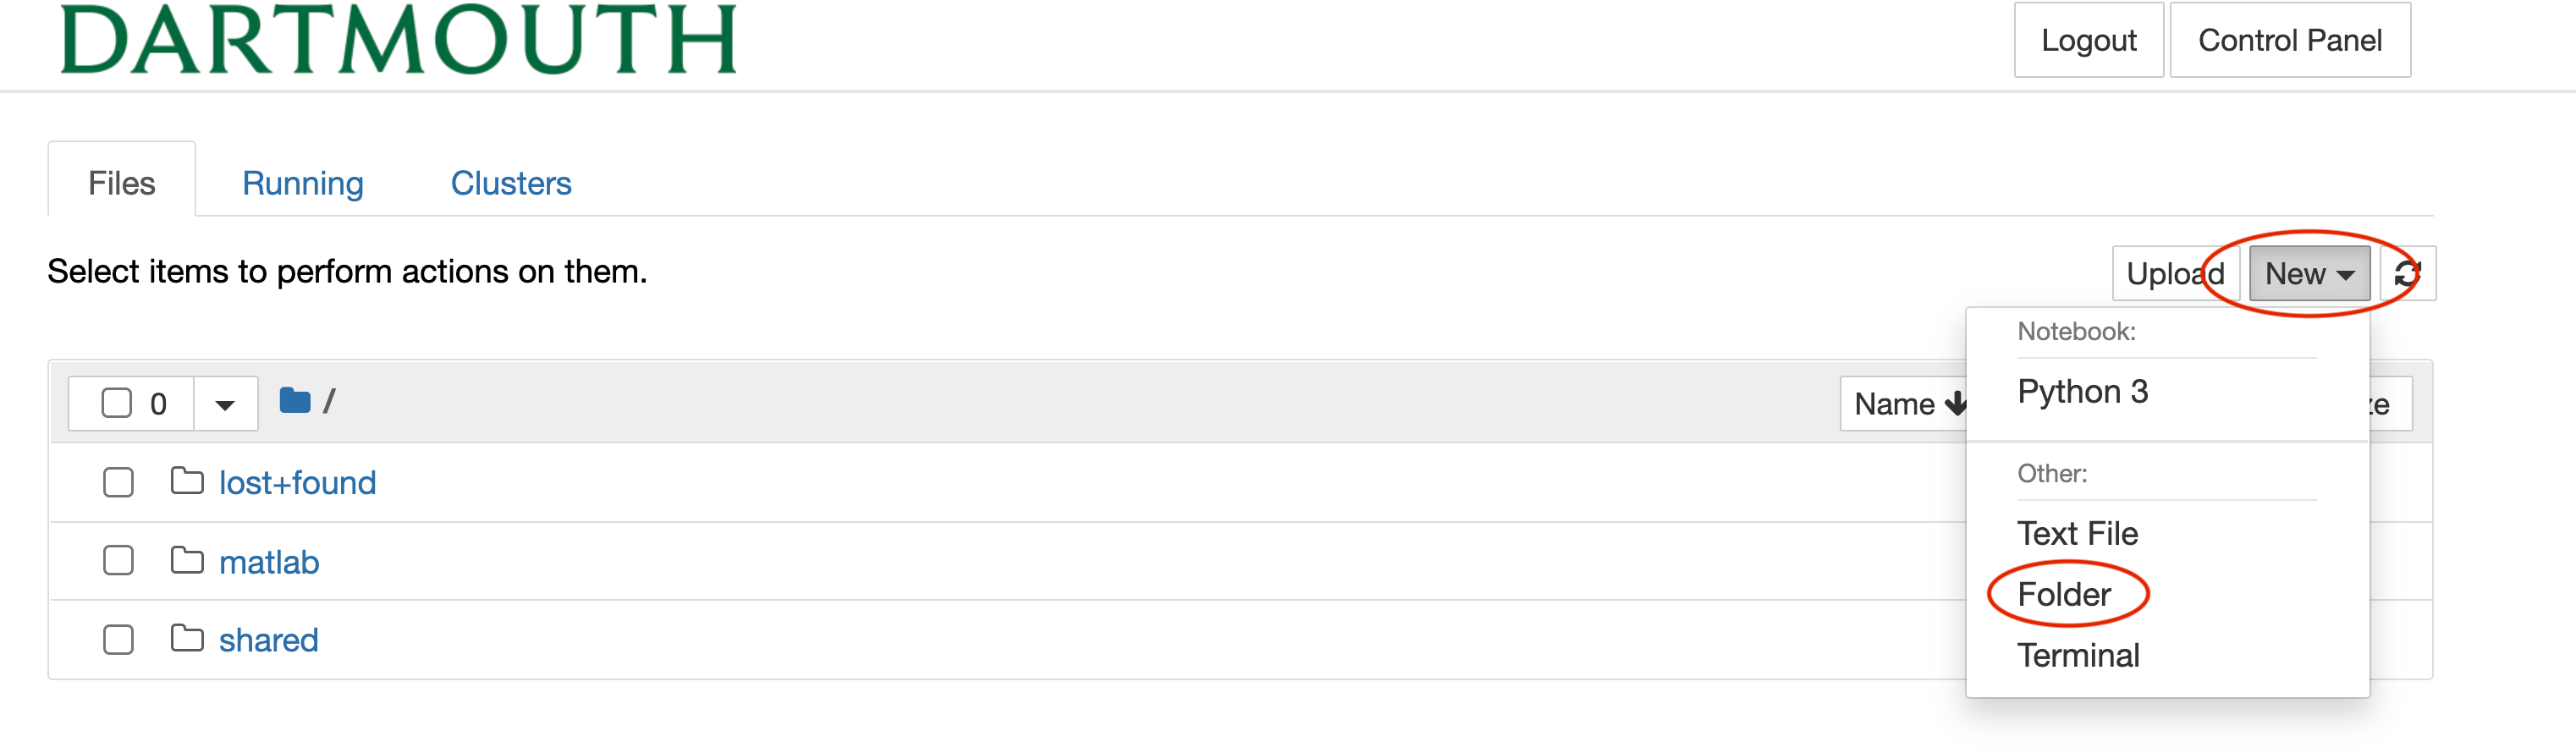 DARTMOUTH
Logout Control Panel
Files Running Clusters
Select items to perform actions on them.
Upload New
0 / Name
Notebook:
Python 3
Other:
Text File
Folder
Terminal
lost+found
matlab
shared